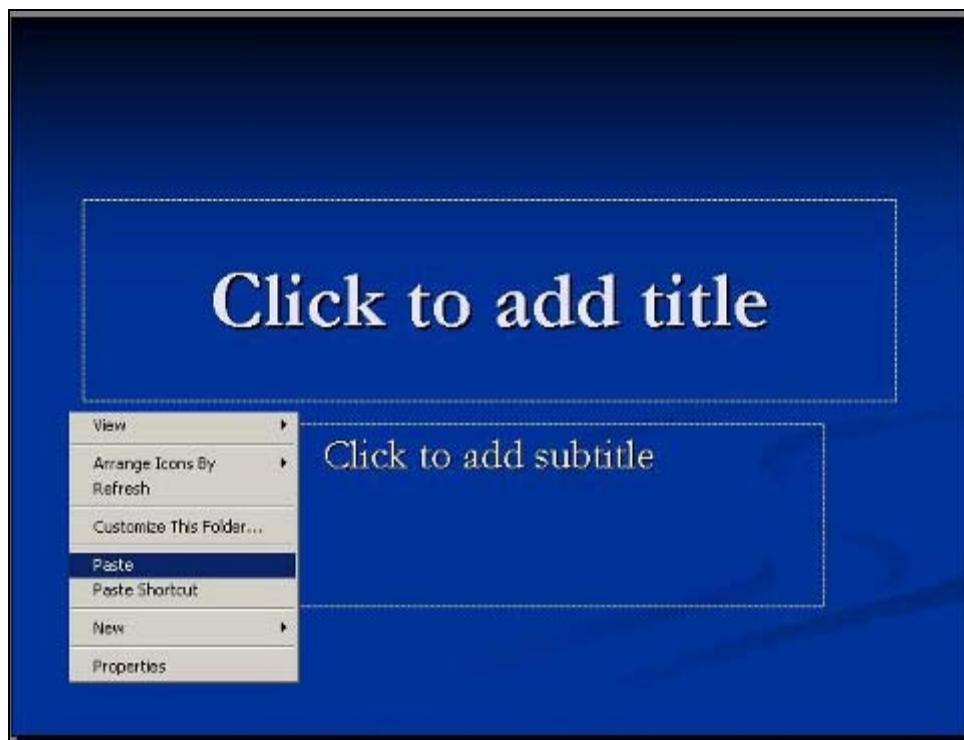 Click to add title
View
Arrange Icons By
Refresh
Customize This Folder...
Paste
Paste Shortcut
New
Properties
Click to add subtitle